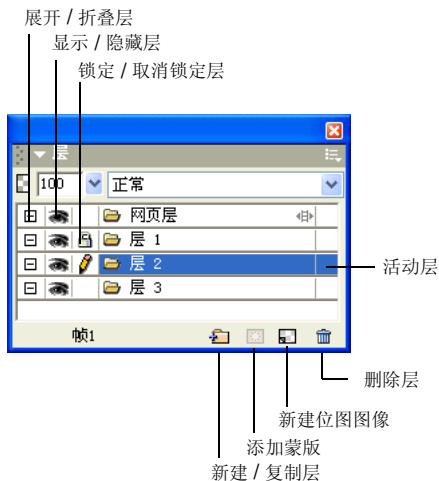 展开 / 折叠层
显示 / 隐藏层
锁定 / 取消锁定层
层
100 正常
网页层
层 1
层 2
层 3
活动层
帧1
删除层
新建位图图像
添加蒙版
新建 / 复制层